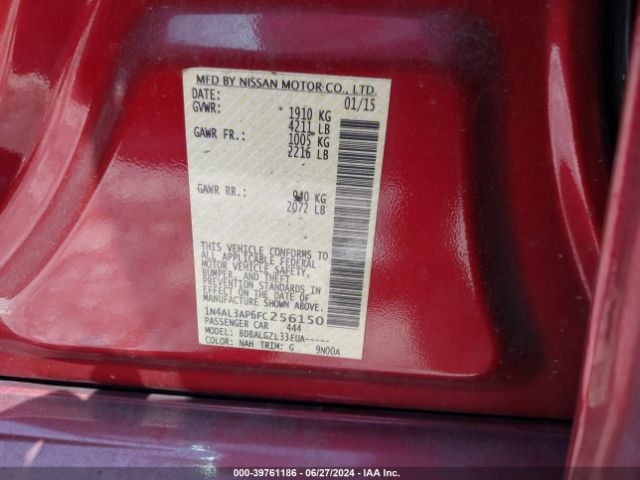 MFD BY NISSAN MOTOR CO., LTD.
DATE: 01/15
GVWR: 1910 KG
4211 LB
GAWR FR.: 1005 KG
2216 LB
GAWR RR.: 940 KG
2072 LB
THIS VEHICLE CONFORMS TO
ALL APPLICABLE FEDERAL
MOTOR VEHICLE SAFETY,
BUMPER, AND THEFT
PREVENTION STANDARDS IN
EFFECT ON THE DATE OF
MANUFACTURE SHOWN ABOVE.
1N4AL3AP6FC256150
PASSENGER CAR 444
MODEL: BDBALGZL33EUA-----
COLOR: NAH TRIM: G 9N00A
000-39761186 - 06/27/2024 - IAA Inc.